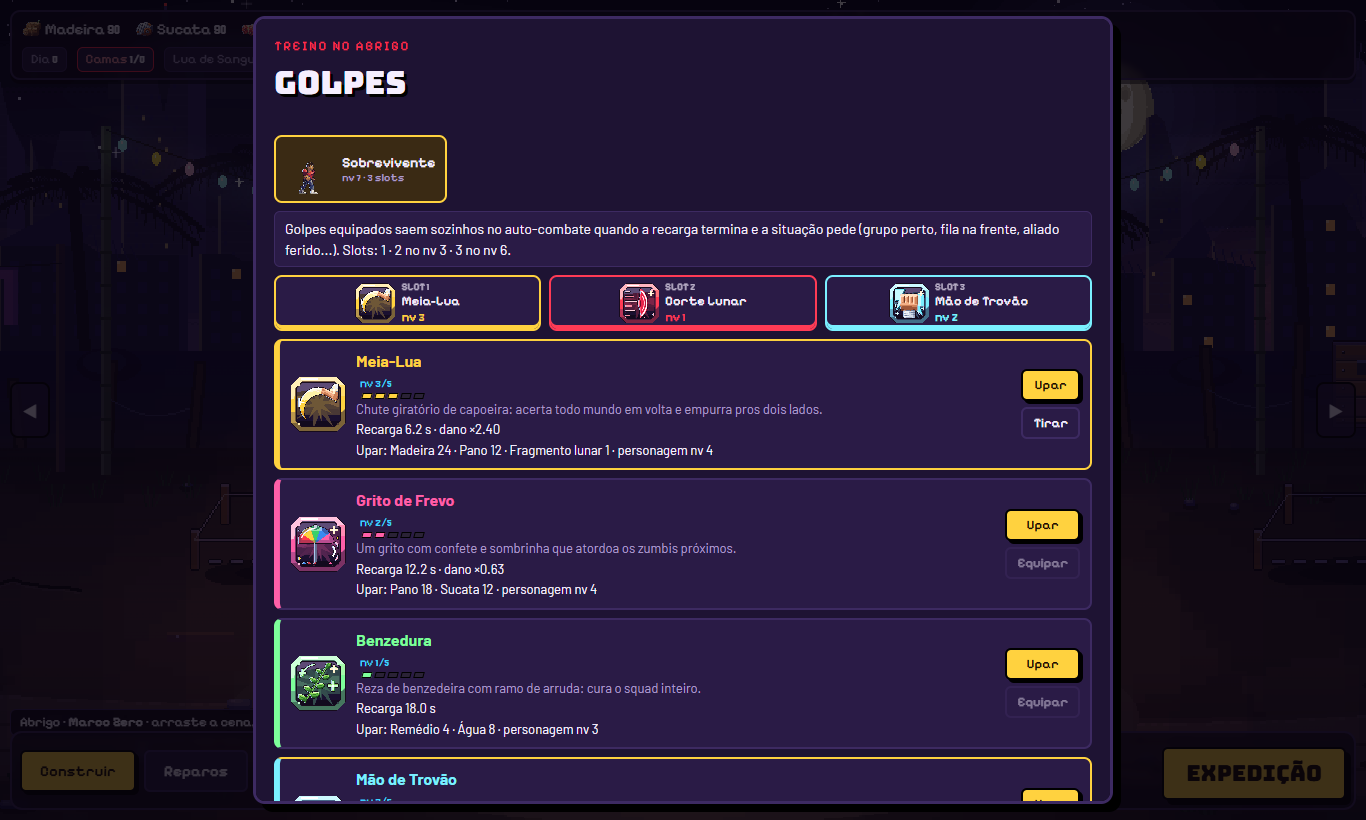 Madeira 90 Sucata 90
Dia 0 Camas 1/0 Lua de Sangu
TREINO NO ABRIGO
GOLPES
Sobrevivente
nv 7 · 3 slots
Golpes equipados saem sozinhos no auto-combate quando a recarga termina e a situação pede (grupo perto, fila na frente, aliado
ferido...). Slots: 1 · 2 no nv 3 · 3 no nv 6.
SLOT 1
Meia-Lua
nv 3
SLOT 2
Corte Lunar
nv 1
SLOT 3
Mão de Trovão
nv 2
Meia-Lua
nv 3/5
Chute giratório de capoeira: acerta todo mundo em volta e empurra pros dois lados.
Recarga 6.2 s · dano ×2.40
Upar: Madeira 24 · Pano 12 · Fragmento lunar 1 · personagem nv 4
Upar
Tirar
Grito de Frevo
nv 2/5
Um grito com confete e sombrinha que atordoa os zumbis próximos.
Recarga 12.2 s · dano ×0.63
Upar: Pano 18 · Sucata 12 · personagem nv 4
Upar
Equipar
Benzedura
nv 1/5
Reza de benzedeira com ramo de arruda: cura o squad inteiro.
Recarga 18.0 s
Upar: Remédio 4 · Água 8 · personagem nv 3
Upar
Equipar
Mão de Trovão
Abrigo · Marco Zero · arraste a cena.
Construir
Reparos
EXPEDIÇÃO